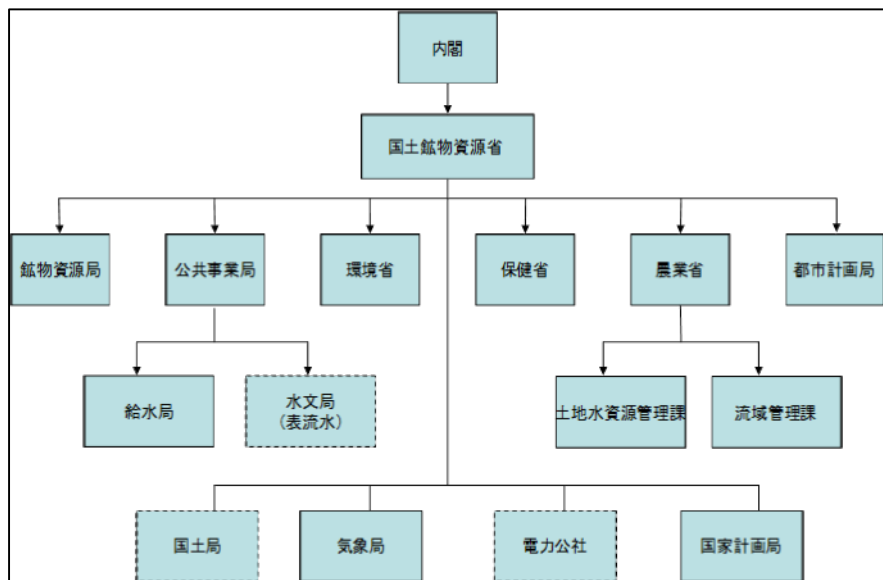 内閣
国土鉱物資源省
鉱物資源局
公共事業局
環境省
保健省
農業省
都市計画局
給水局
水文局
(表流水)
土地水資源管理課
流域管理課
国土局
気象局
電力公社
国家計画局